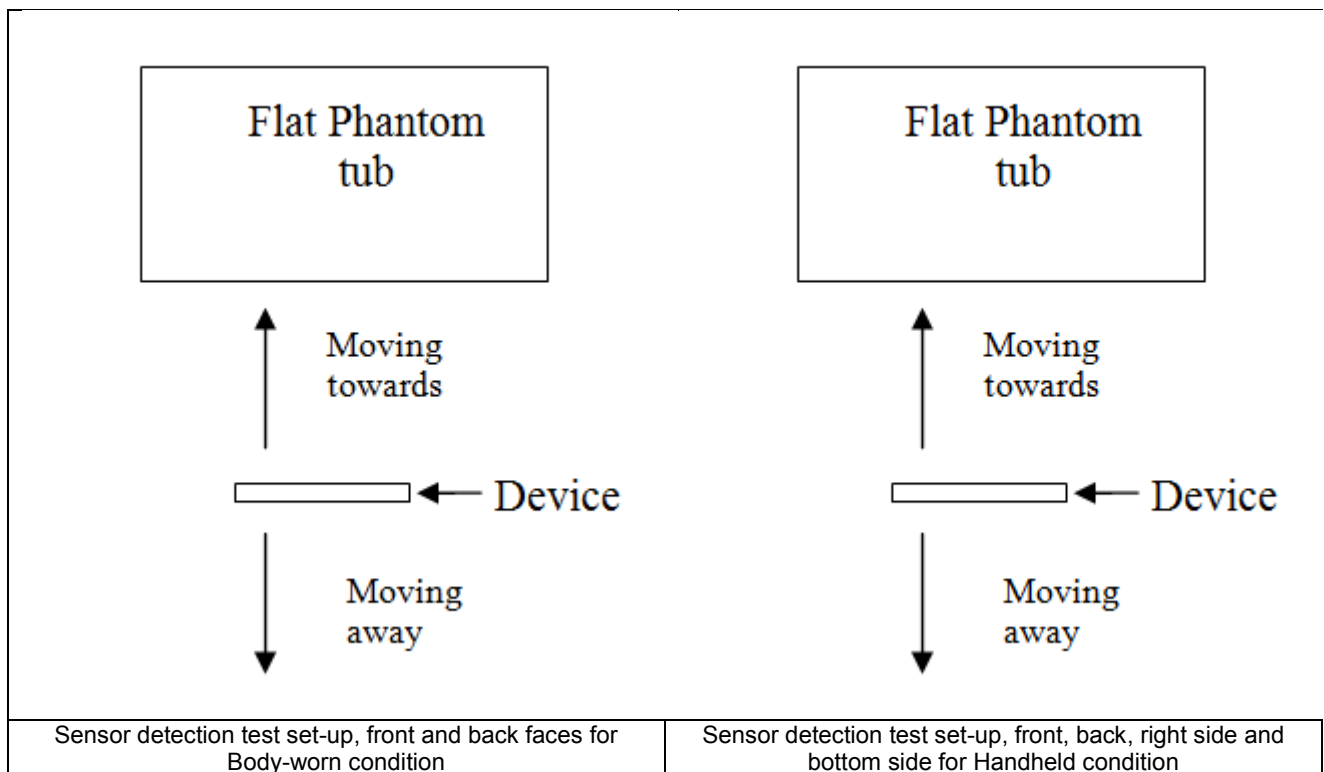 Flat Phantom
tub
Moving
towards
Device
Moving
away
Sensor detection test set-up, front and back faces for
Body-worn condition
Flat Phantom
tub
Moving
towards
Device
Moving
away
Sensor detection test set-up, front, back, right side and
bottom side for Handheld condition